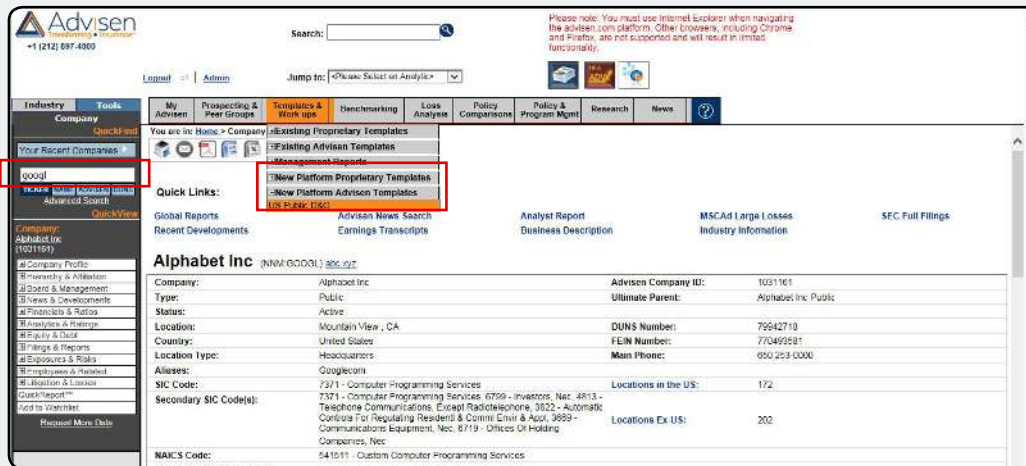 Advisen
Transforming • Insurance
+1 (212) 897-4800
Search:
Please note: You must use Internet Explorer when navigating
the advisen.com platform. Other browsers, including Chrome
and Firefox, are not supported and will result in limited
functionality.
Logout | Admin
Jump to: <Please Select an Analytic>
Industry Tools
Company
QuickFind
Your Recent Companies
googl
TICKER NAME ADVISEN DUNS
Advanced Search
QuickView
Company:
Alphabet Inc
(1031161)
Company Profile
Hierarchy & Affiliation
Board & Management
News & Developments
Financials & Ratios
Analytics & Ratings
Equity & Debt
Filings & Reports
Exposures & Risks
Employees & Related
Litigation & Losses
QuickReport™
Add to Watchlist
Request More Data
My Advisen
Prospecting & Peer Groups
Templates & Work ups
Benchmarking
Loss Analysis
Policy Comparisons
Policy & Program Mgmt
Research
News
?
You are in: Home > Company
Existing Proprietary Templates
Existing Advisen Templates
Management Reports
New Platform Proprietary Templates
New Platform Advisen Templates
US Public D&O
Quick Links:
Global Reports Advisen News Search Analyst Report MSCAd Large Losses SEC Full Filings
Recent Developments Earnings Transcripts Business Description Industry Information
Alphabet Inc (NNM:GOOGL) abc.xyz
Company: Alphabet Inc Advisen Company ID: 1031161
Type: Public Ultimate Parent: Alphabet Inc Public
Status: Active
Location: Mountain View , CA DUNS Number: 79942718
Country: United States FEIN Number: 770493581
Location Type: Headquarters Main Phone: 650 253-0000
Aliases: Googlecom
SIC Code: 7371 - Computer Programming Services Locations in the US: 172
Secondary SIC Code(s): 7371 - Computer Programming Services, 6799 - Investors, Nec, 4813 -
Telephone Communications, Except Radiotelephone, 3822 - Automatic
Controls For Regulating Residentl & Comml Envir & Appl, 3669 -
Communications Equipment, Nec, 6719 - Offices Of Holding
Companies, Nec
Locations Ex-US: 202
NAICS Code: 541511 - Custom Computer Programming Services